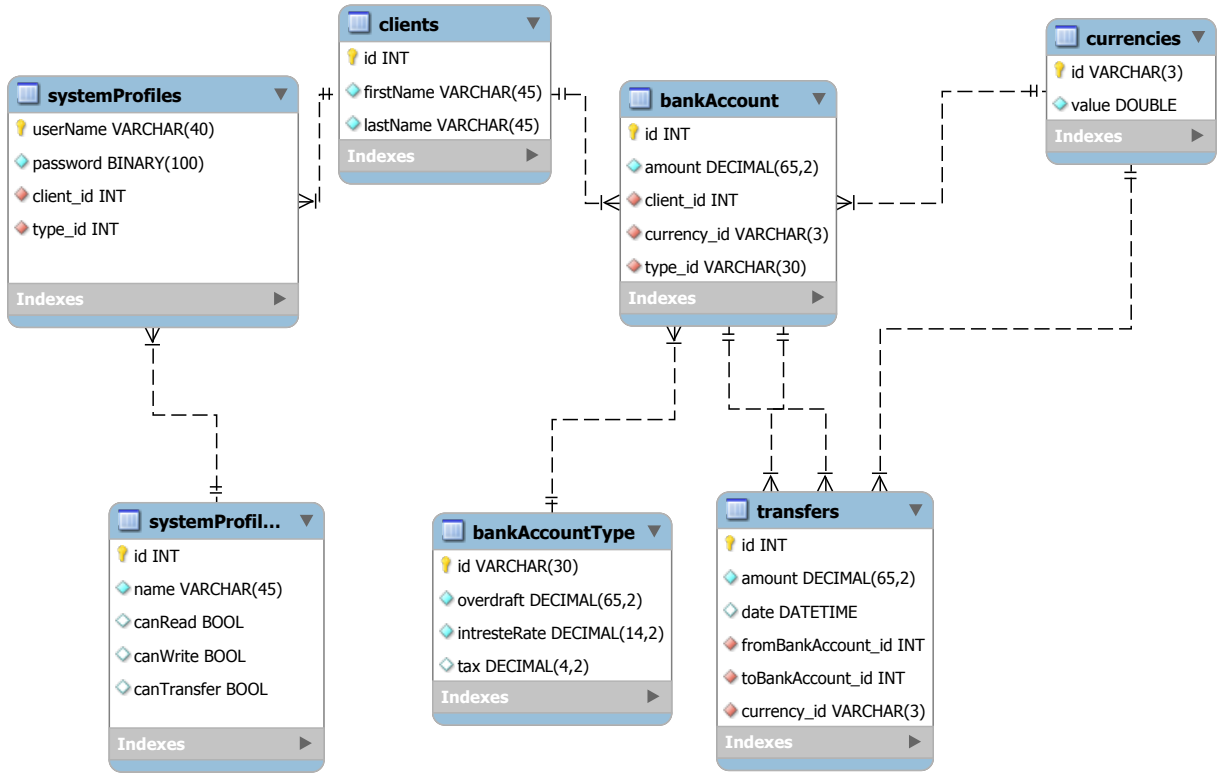 clients
id INT
firstName VARCHAR(45)
lastName VARCHAR(45)
Indexes
currencies
id VARCHAR(3)
value DOUBLE
Indexes
systemProfiles
userName VARCHAR(40)
password BINARY(100)
client_id INT
type_id INT
Indexes
bankAccount
id INT
amount DECIMAL(65,2)
client_id INT
currency_id VARCHAR(3)
type_id VARCHAR(30)
Indexes
systemProfil...
id INT
name VARCHAR(45)
canRead BOOL
canWrite BOOL
canTransfer BOOL
Indexes
bankAccountType
id VARCHAR(30)
overdraft DECIMAL(65,2)
intresteRate DECIMAL(14,2)
tax DECIMAL(4,2)
Indexes
transfers
id INT
amount DECIMAL(65,2)
date DATETIME
fromBankAccount_id INT
toBankAccount_id INT
currency_id VARCHAR(3)
Indexes